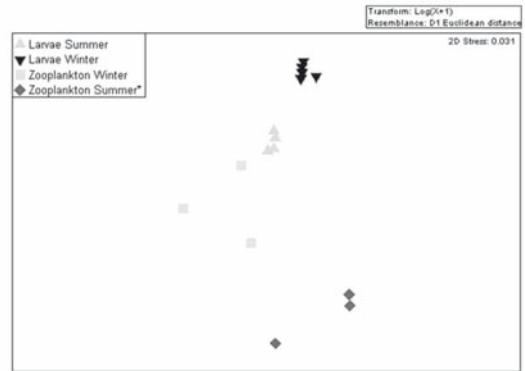 Transform: Log(X+1)
Resemblance: D1 Euclidean distance
2D Stress: 0.031
Larvae Summer
Larvae Winter
Zooplankton Winter
Zooplankton Summer*